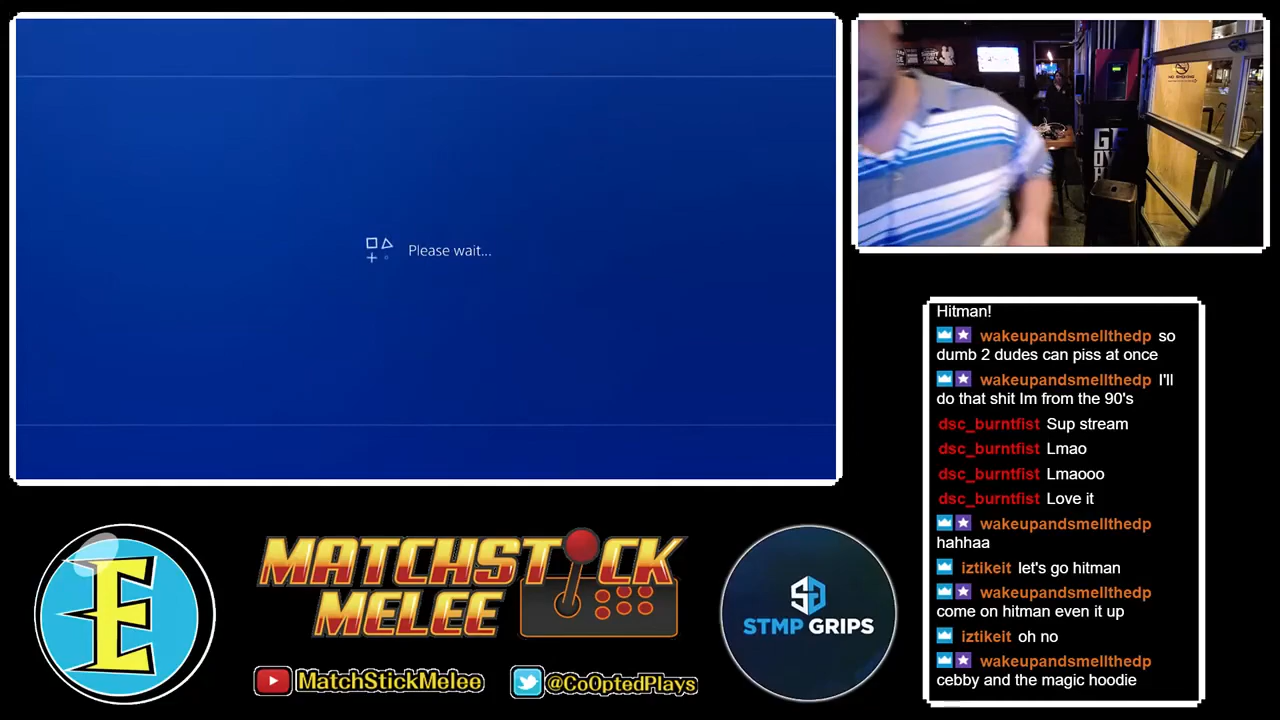 Please wait...
NO SMOKING
Hitman!
wakeupandsmellthedp so
dumb 2 dudes can piss at once
wakeupandsmellthedp I'll
do that shit Im from the 90's
dsc_burntfist Sup stream
dsc_burntfist Lmao
dsc_burntfist Lmaooo
dsc_burntfist Love it
wakeupandsmellthedp
hahhaa
iztikeit let's go hitman
wakeupandsmellthedp
come on hitman even it up
iztikeit oh no
wakeupandsmellthedp
cebby and the magic hoodie
E
MATCHSTICK
MELEE
MatchStickMelee
@CoOptedPlays
SG
STMP GRIPS